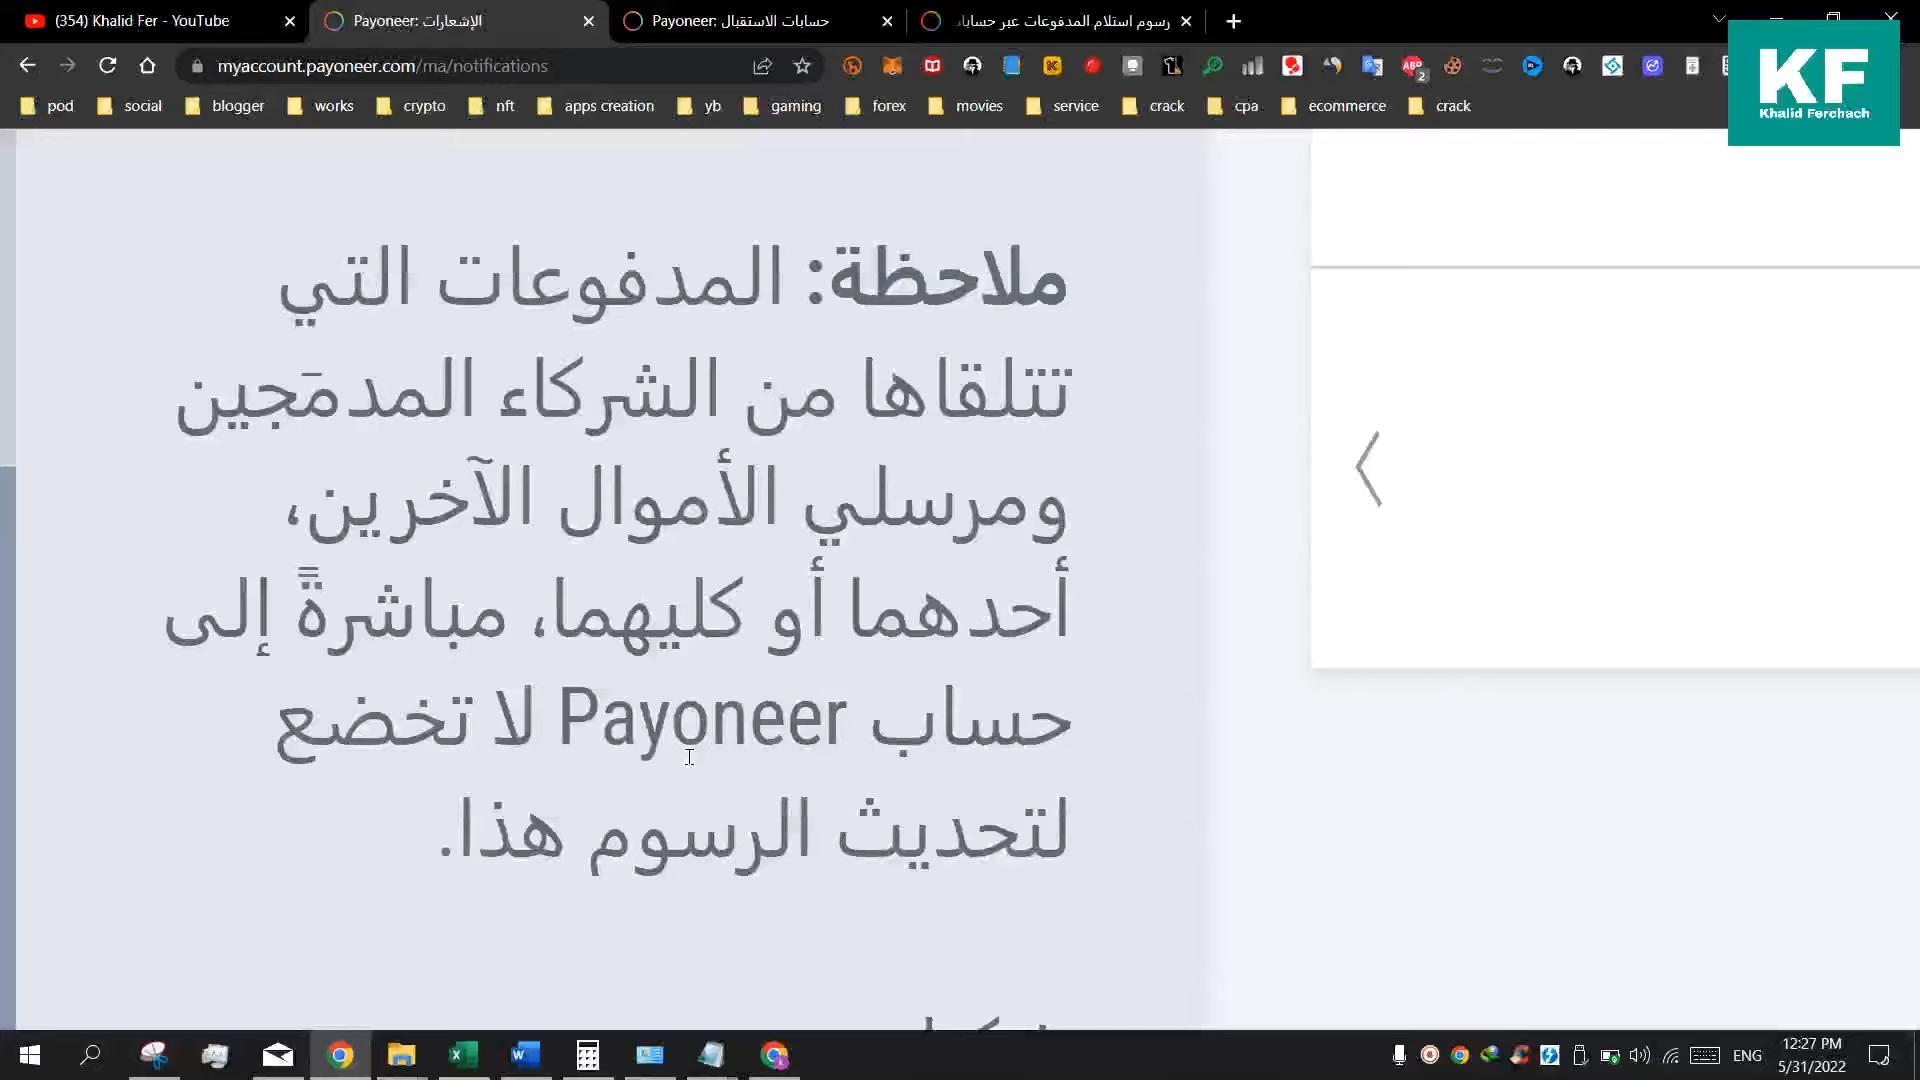 (354) Khalid Fer - YouTube
Payoneer: الإشعارات
Payoneer: حسابات الاستقبال
رسوم استلام المدفوعات عبر حسابات
myaccount.payoneer.com/ma/notifications
ABP
2
KF
Khalid Ferchach
pod
social
blogger
works
crypto
nft
apps creation
yb
gaming
forex
movies
service
crack
cpa
ecommerce
crack
ملاحظة: المدفوعات التي
تتلقاها من الشركاء المدمَجين
ومرسلي الأموال الآخرين،
أحدهما أو كليهما، مباشرةً إلى
حساب Payoneer لا تخضع
لتحديث الرسوم هذا.
ENG
12:27 PM
5/31/2022